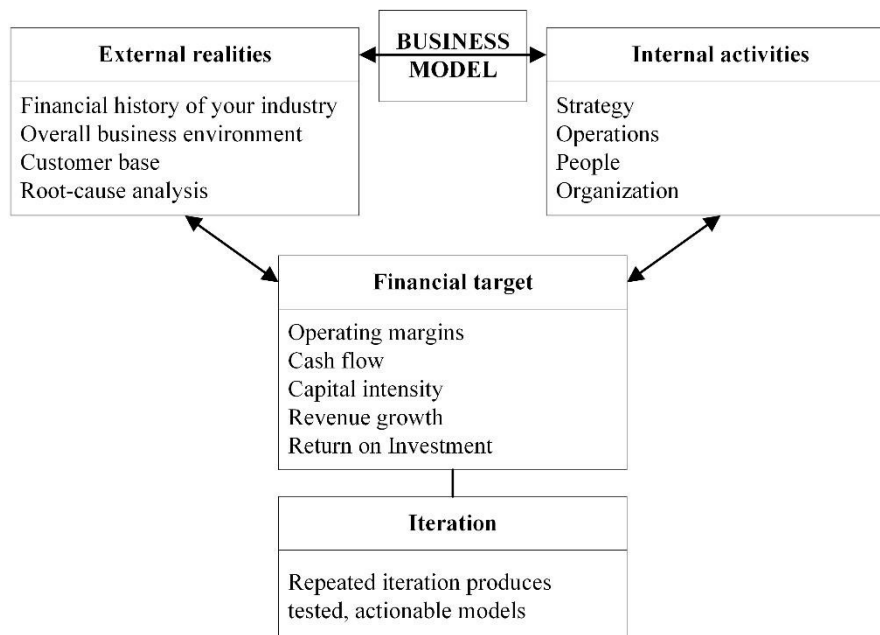 BUSINESS
MODEL
External realities
Financial history of your industry
Overall business environment
Customer base
Root-cause analysis
Internal activities
Strategy
Operations
People
Organization
Financial target
Operating margins
Cash flow
Capital intensity
Revenue growth
Return on Investment
Iteration
Repeated iteration produces
tested, actionable models